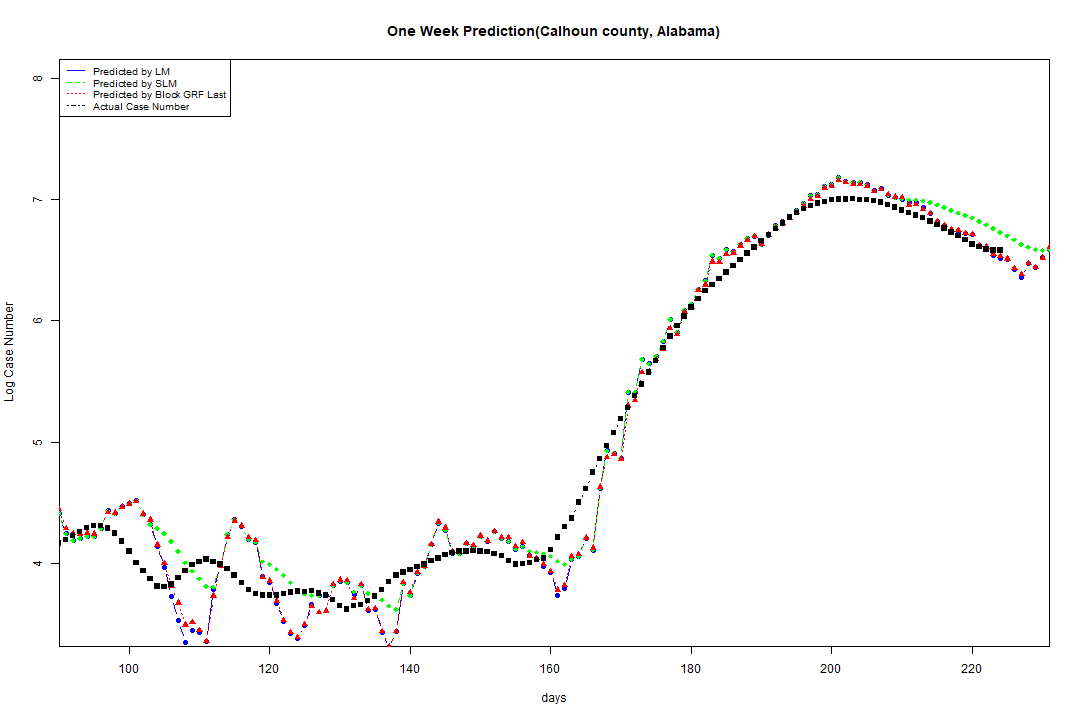 One Week Prediction(Calhoun county, Alabama)
Predicted by LM
Predicted by SLM
Predicted by Block GRF Last
Actual Case Number
8
7
6
5
4
Log Case Number
100 120 140 160 180 200 220
days